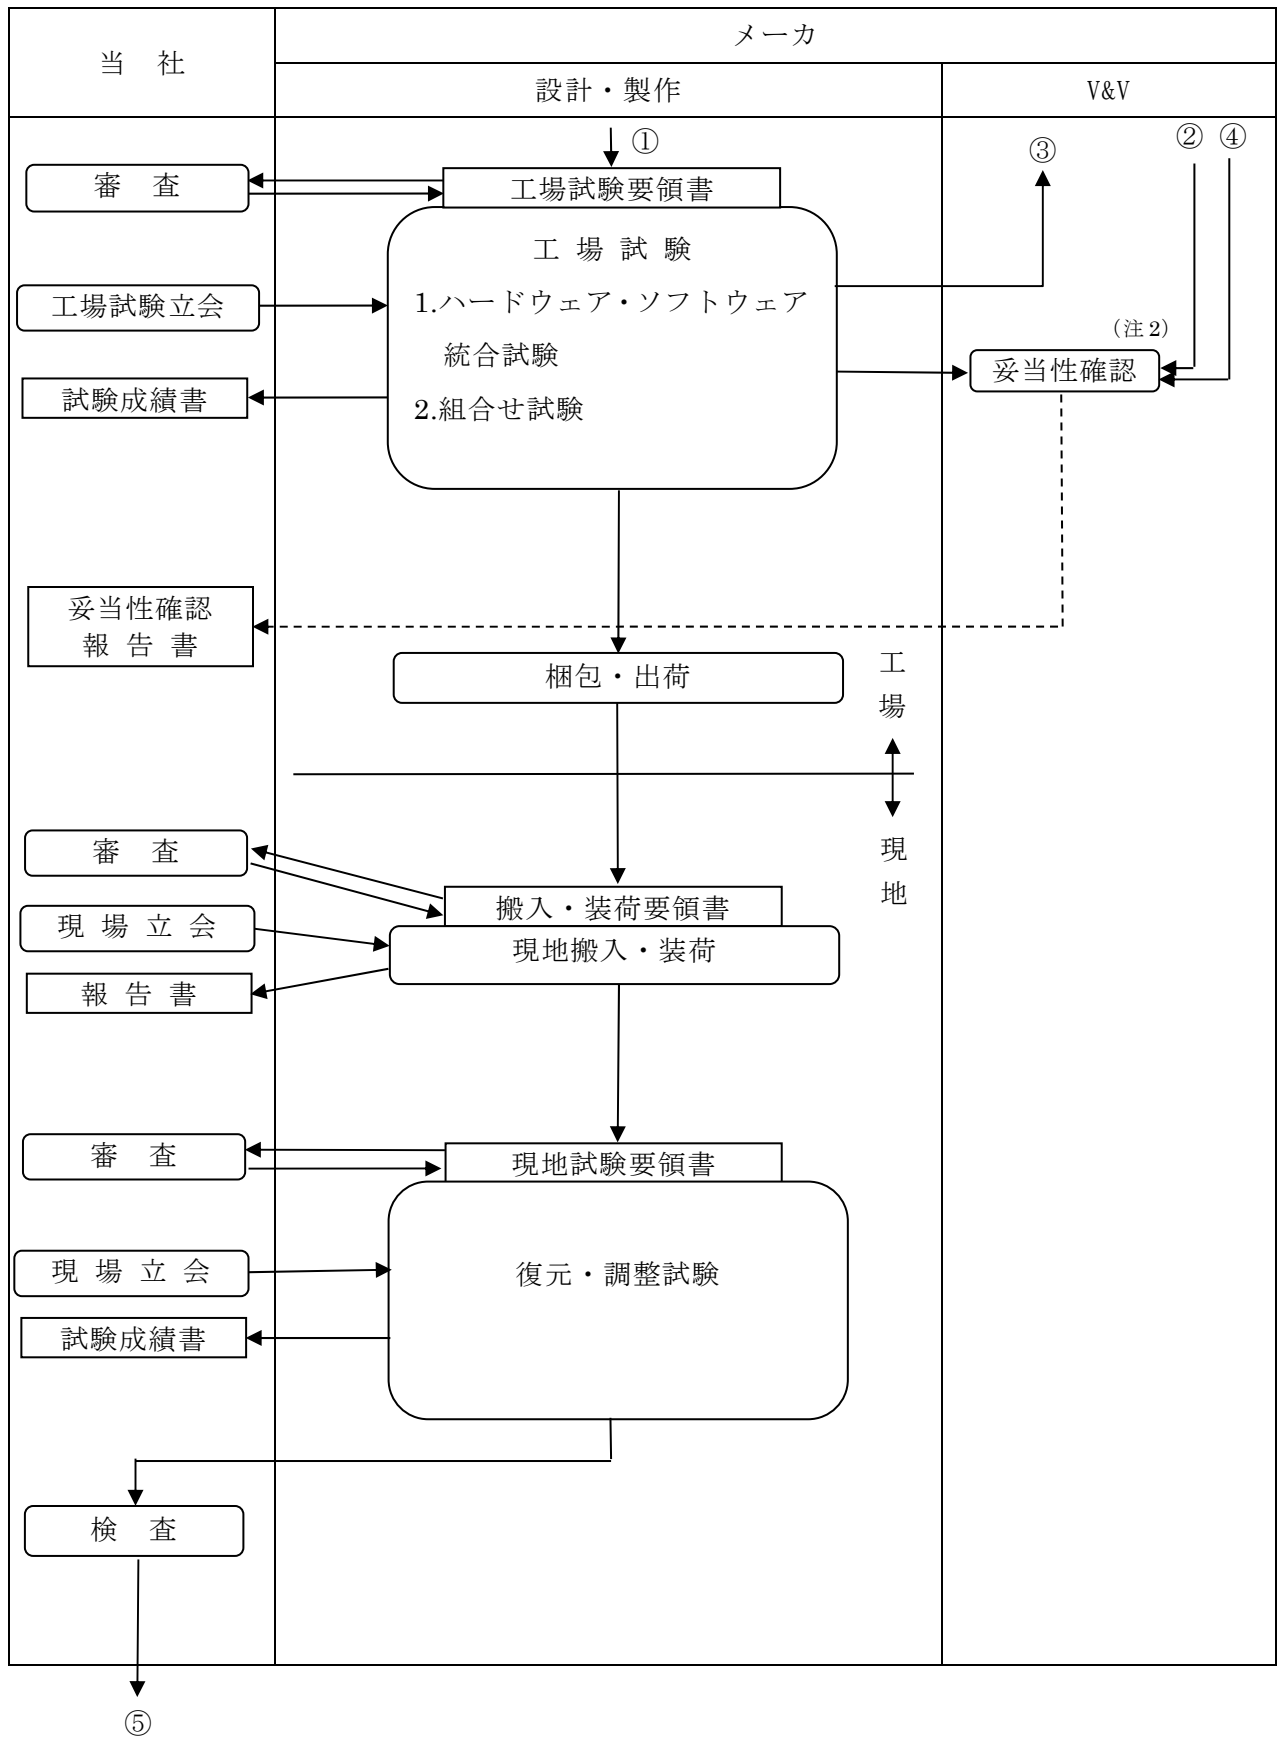 当　社
メーカ
設計・製作
V&V
①
③
② ④
審　査
工場試験要領書
工 場 試 験
工場試験立会
1.ハードウェア・ソフトウェア
統合試験
（注2）
妥当性確認
試験成績書
2.組合せ試験
妥当性確認
報 告 書
梱包・出荷
工
場
現
地
審　査
搬入・装荷要領書
現 場 立 会
現地搬入・装荷
報 告 書
審　査
現地試験要領書
現 場 立 会
復元・調整試験
試験成績書
検　査
⑤